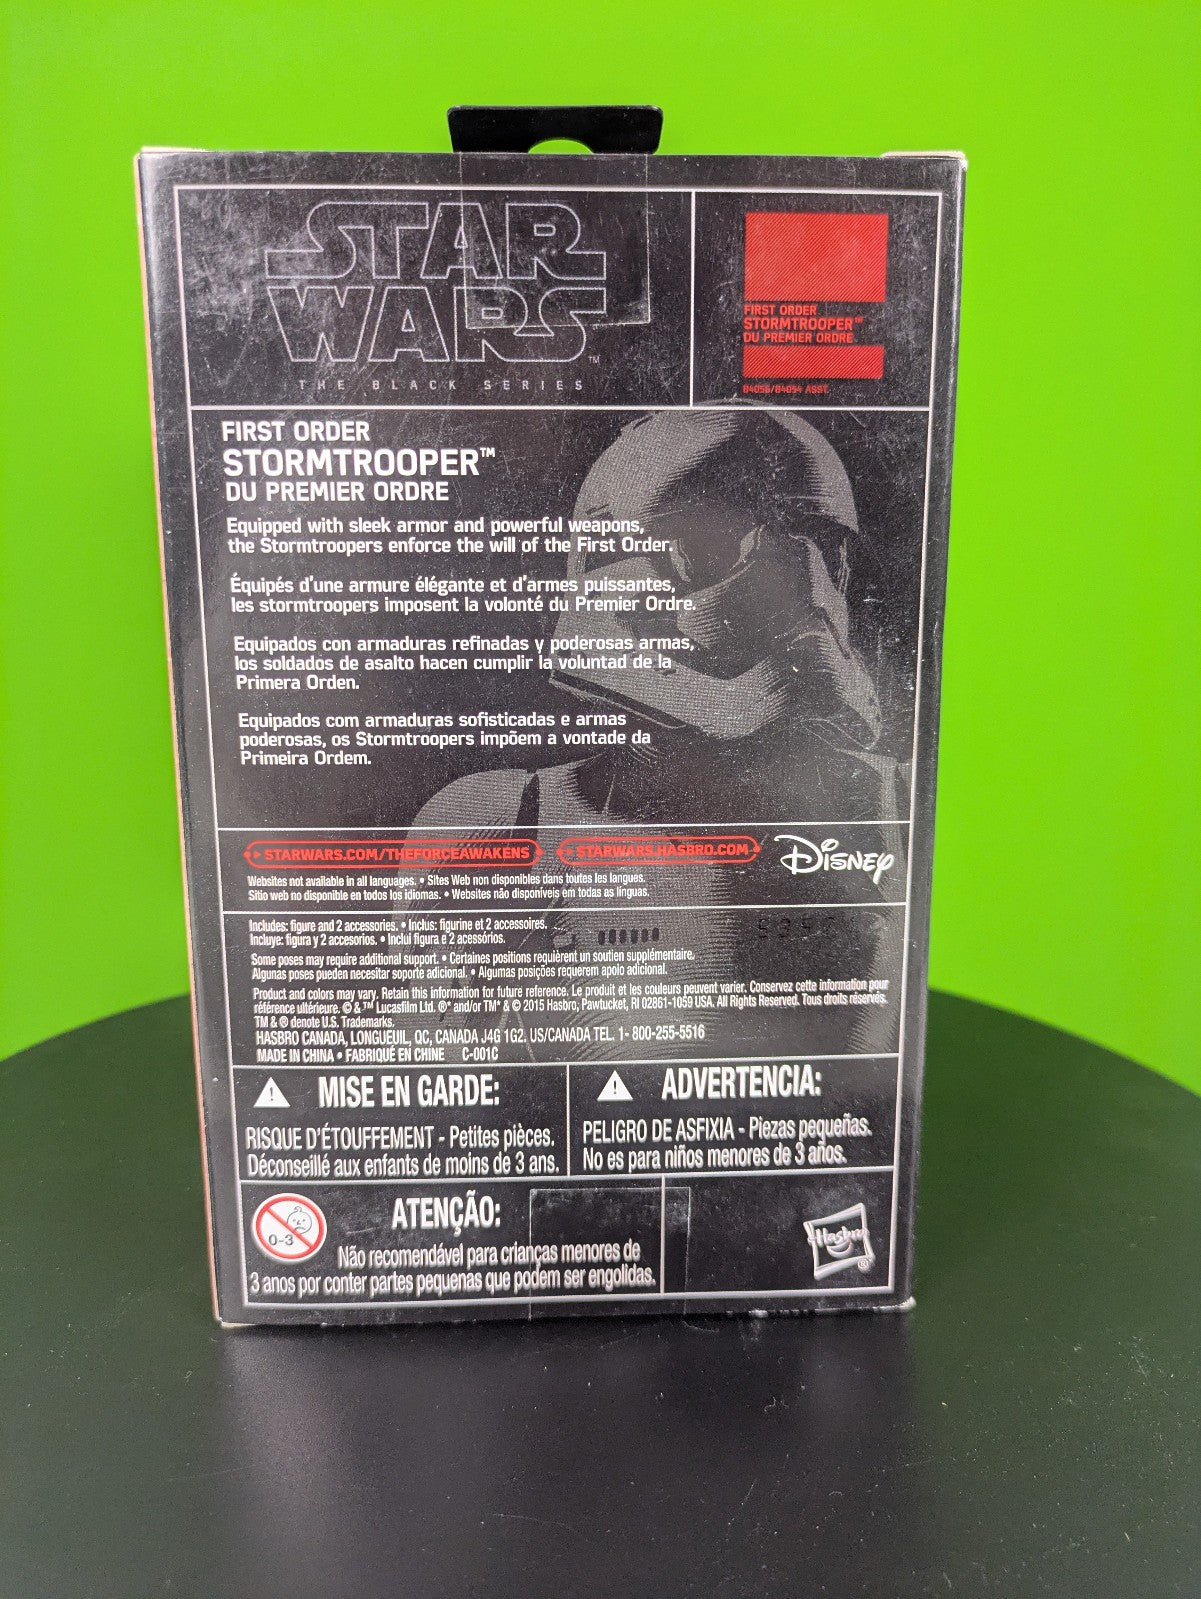 STAR
WARS™
THE BLACK SERIES
FIRST ORDER
STORMTROOPER™
DU PREMIER ORDRE
B4056/B4054 ASST.
FIRST ORDER
STORMTROOPER™
DU PREMIER ORDRE
Equipped with sleek armor and powerful weapons,
the Stormtroopers enforce the will of the First Order.
Équipés d'une armure élégante et d'armes puissantes,
les stormtroopers imposent la volonté du Premier Ordre.
Equipados con armaduras refinadas y poderosas armas,
los soldados de asalto hacen cumplir la voluntad de la
Primera Orden.
Equipados com armaduras sofisticadas e armas
poderosas, os Stormtroopers impõem a vontade da
Primeira Ordem.
STARWARS.COM/THEFORCEAWAKENS
STARWARS.HASBRO.COM
Disney
Websites not available in all languages. • Sites Web non disponibles dans toutes les langues.
Sitio web no disponible en todos los idiomas. • Websites não disponíveis em todas as línguas.
Includes: figure and 2 accessories. • Inclus: figurine et 2 accessoires.
Incluye: figura y 2 accesorios. • Inclui figura e 2 acessórios.
Some poses may require additional support. • Certaines positions requièrent un soutien supplémentaire.
Algunas poses pueden necesitar soporte adicional. • Algumas posições requerem apoio adicional.
Product and colors may vary. Retain this information for future reference. Le produit et les couleurs peuvent varier. Conservez cette information pour
référence ultérieure. © & ™ Lucasfilm Ltd. ®* and/or TM* & © 2015 Hasbro, Pawtucket, RI 02861-1059 USA. All Rights Reserved. Tous droits réservés.
TM & ® denote U.S. Trademarks.
HASBRO CANADA, LONGUEUIL, QC, CANADA J4G 1G2. US/CANADA TEL. 1- 800-255-5516
MADE IN CHINA • FABRIQUÉ EN CHINE C-001C
MISE EN GARDE:
RISQUE D'ÉTOUFFEMENT - Petites pièces.
Déconseillé aux enfants de moins de 3 ans.
ADVERTENCIA:
PELIGRO DE ASFIXIA - Piezas pequeñas.
No es para niños menores de 3 años.
0-3
ATENÇÃO:
Não recomendável para crianças menores de
3 anos por conter partes pequenas que podem ser engolidas.
Hasbro®